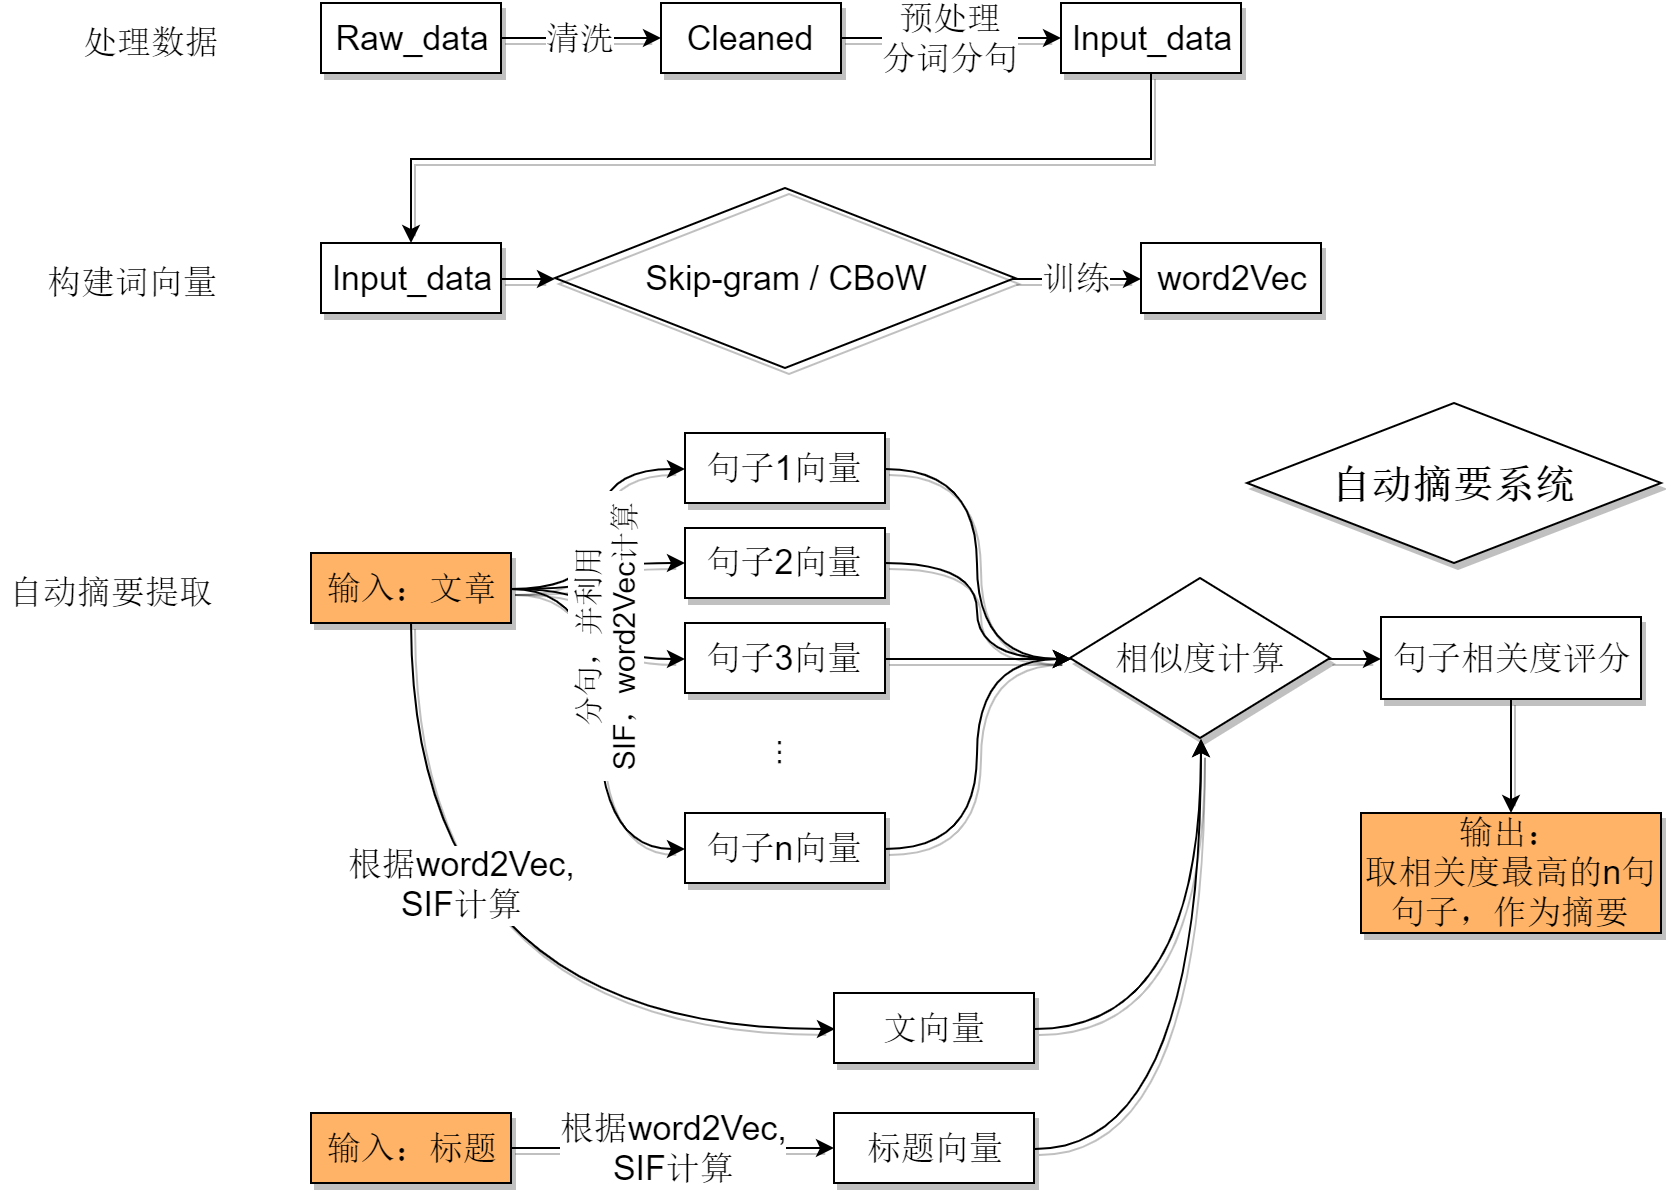 处理数据
Raw_data
清洗
Cleaned
预处理
分词分句
Input_data
构建词向量
Input_data
Skip-gram / CBoW
训练
word2Vec
自动摘要提取
输入：文章
分句，并利用
SIF，word2Vec计算
句子1向量
句子2向量
句子3向量
...
句子n向量
相似度计算
自动摘要系统
句子相关度评分
输出：
取相关度最高的n句
句子，作为摘要
根据word2Vec,
SIF计算
文向量
输入：标题
根据word2Vec,
SIF计算
标题向量